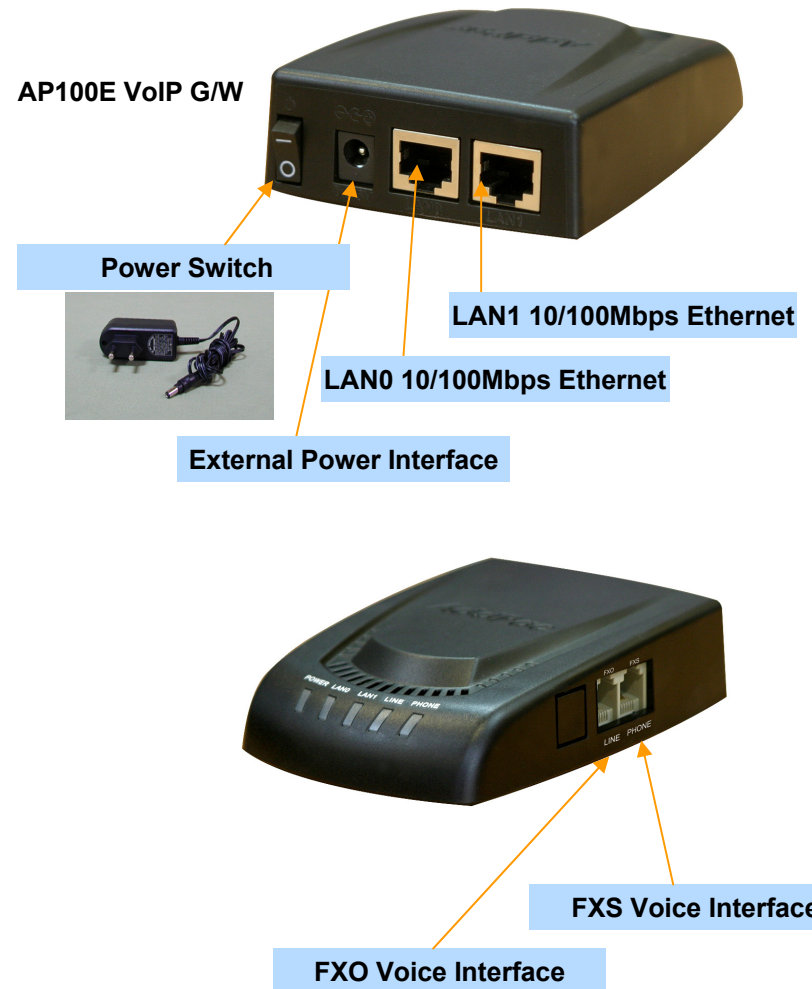 AP100E VoIP G/W
Power Switch
LAN1 10/100Mbps Ethernet
LAN0 10/100Mbps Ethernet
External Power Interface
LAN1
POWER LAN0 LAN1 LINE PHONE
FXO FXS
LINE PHONE
FXS Voice Interface
FXO Voice Interface